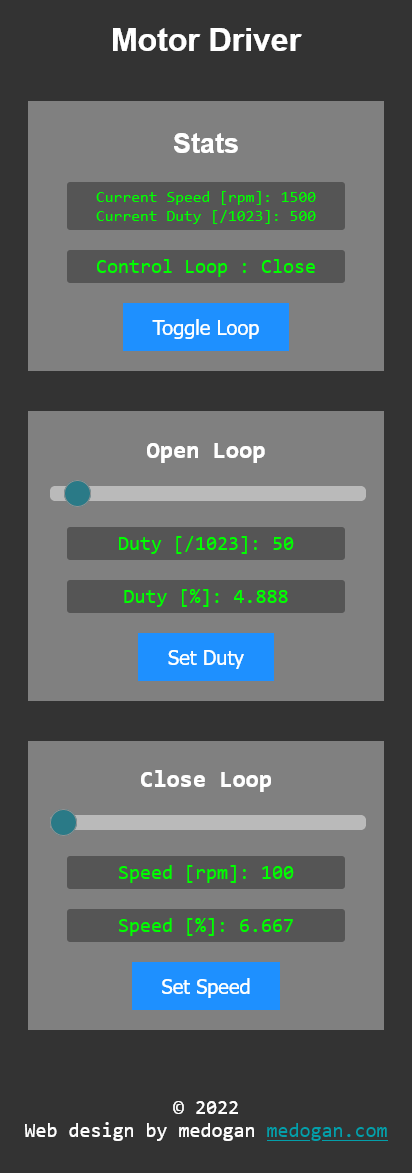 Motor Driver
Stats
Current Speed [rpm]: 1500
Current Duty [/1023]: 500
Control Loop : Close
Toggle Loop
Open Loop
Duty [/1023]: 50
Duty [%]: 4.888
Set Duty
Close Loop
Speed [rpm]: 100
Speed [%]: 6.667
Set Speed
© 2022
Web design by medogan medogan.com